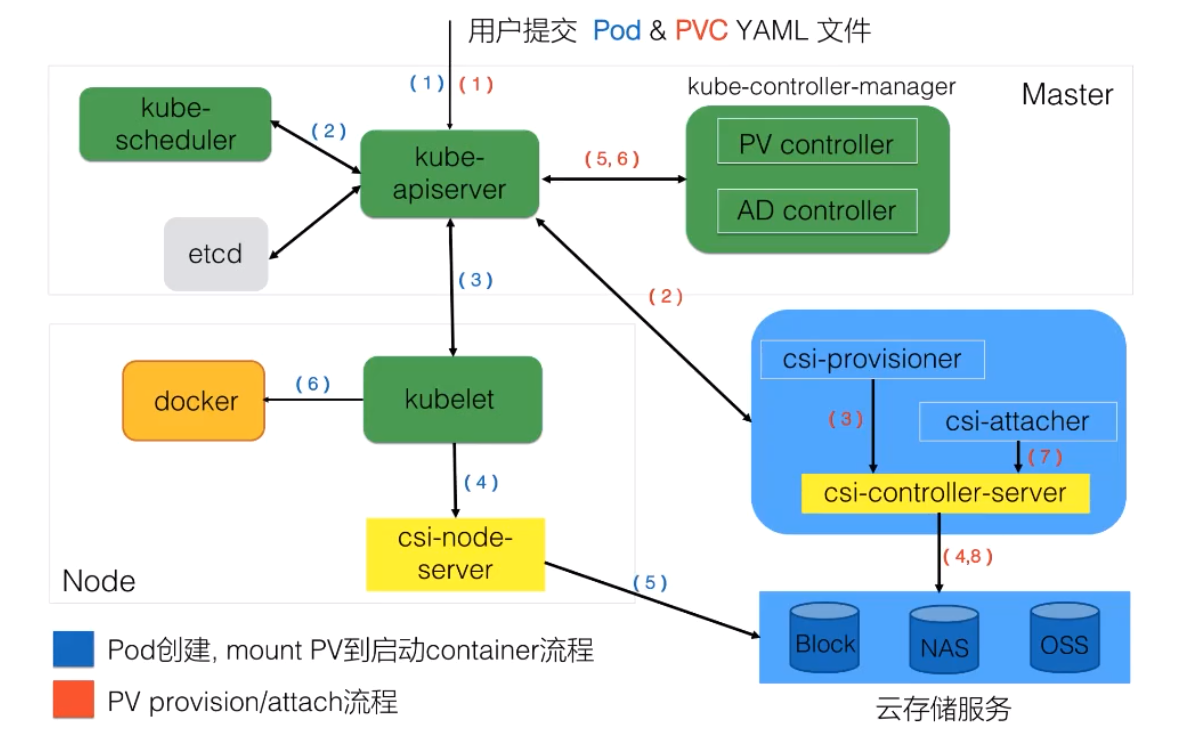 用户提交 Pod & PVC YAML 文件
(1) (1)
kube-controller-manager
Master
kube-
scheduler
(2)
kube-
apiserver
(5, 6)
PV controller
AD controller
etcd
(3)
(2)
csi-provisioner
docker
(6)
kubelet
(3)
csi-attacher
(7)
(4)
csi-controller-server
csi-node-
server
(4,8)
Node
(5)
Block
NAS
OSS
Pod创建, mount PV到启动container流程
PV provision/attach流程
云存储服务